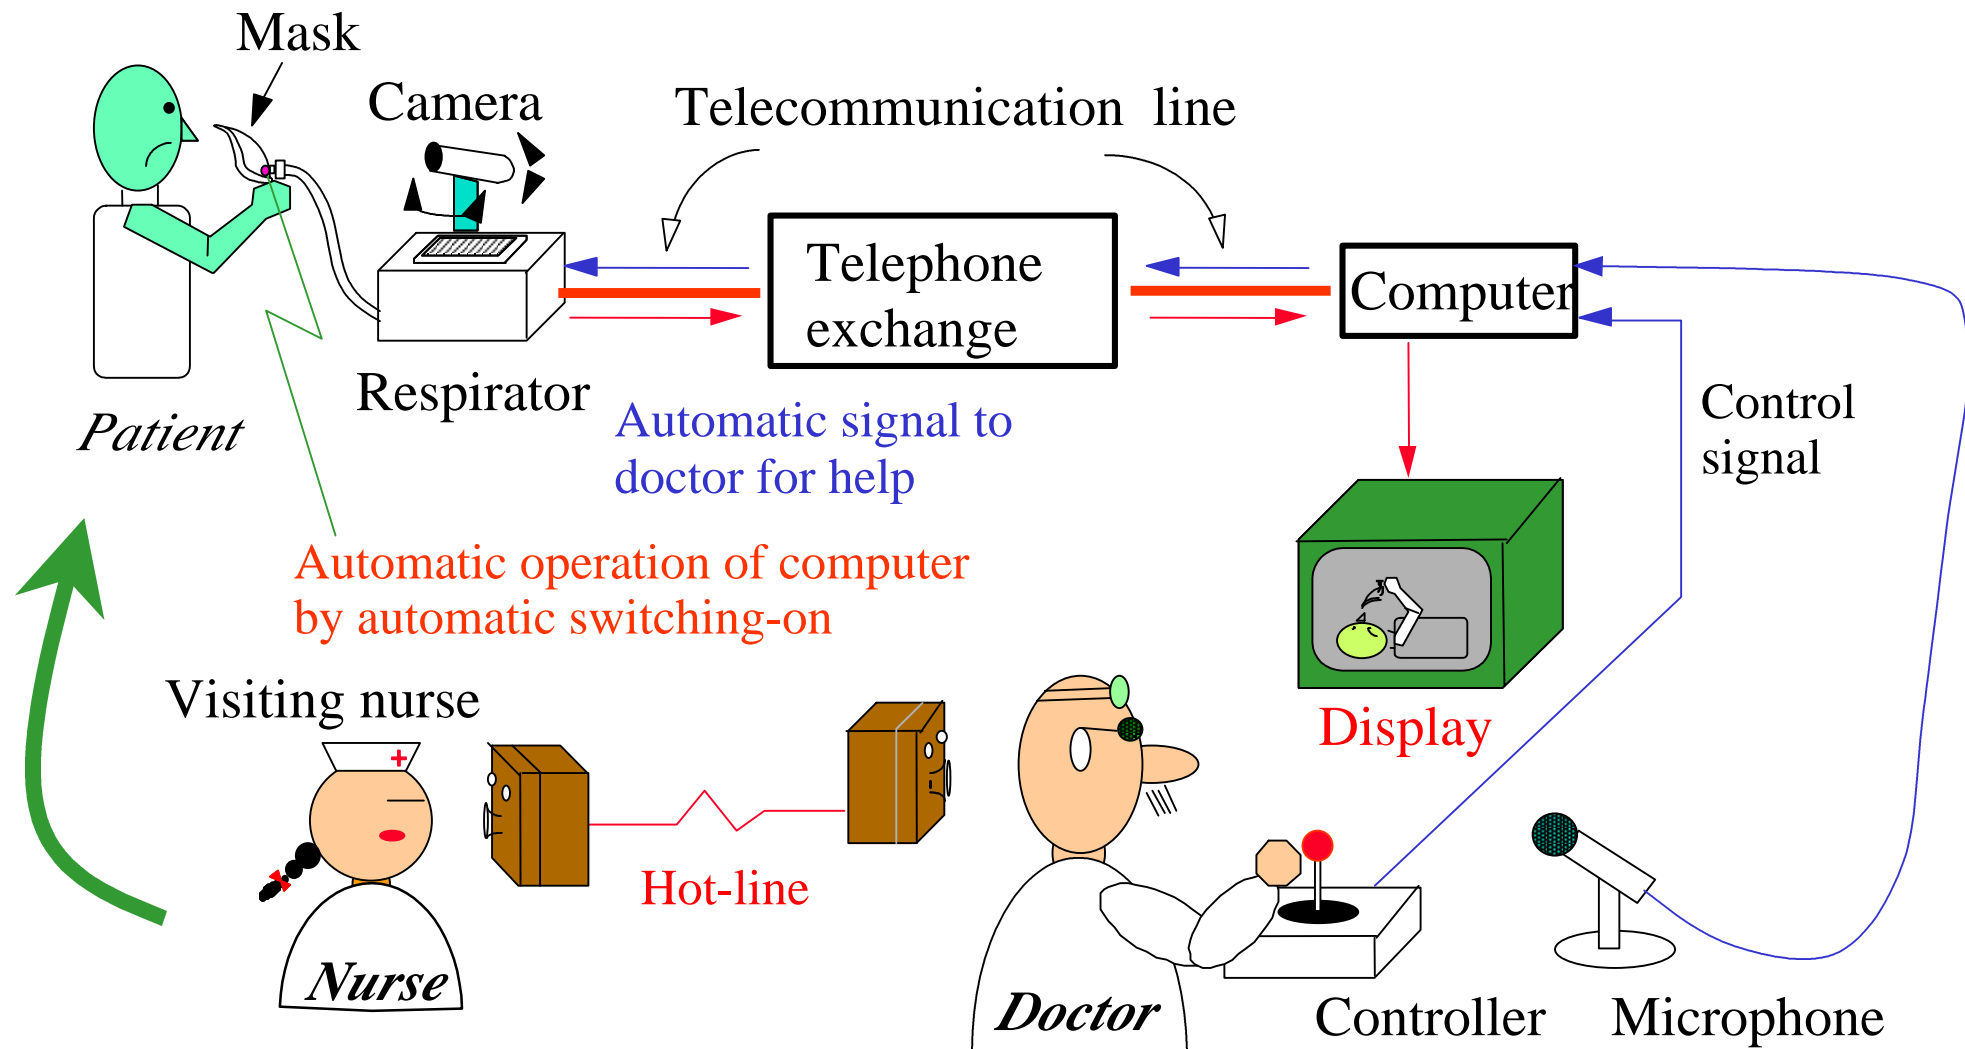 Mask
Camera
Telecommunication line
Telephone
exchange
Computer
Respirator
Patient
Automatic signal to
doctor for help
Control
signal
Automatic operation of computer
by automatic switching-on
Visiting nurse
Display
Hot-line
Nurse
Doctor
Controller
Microphone